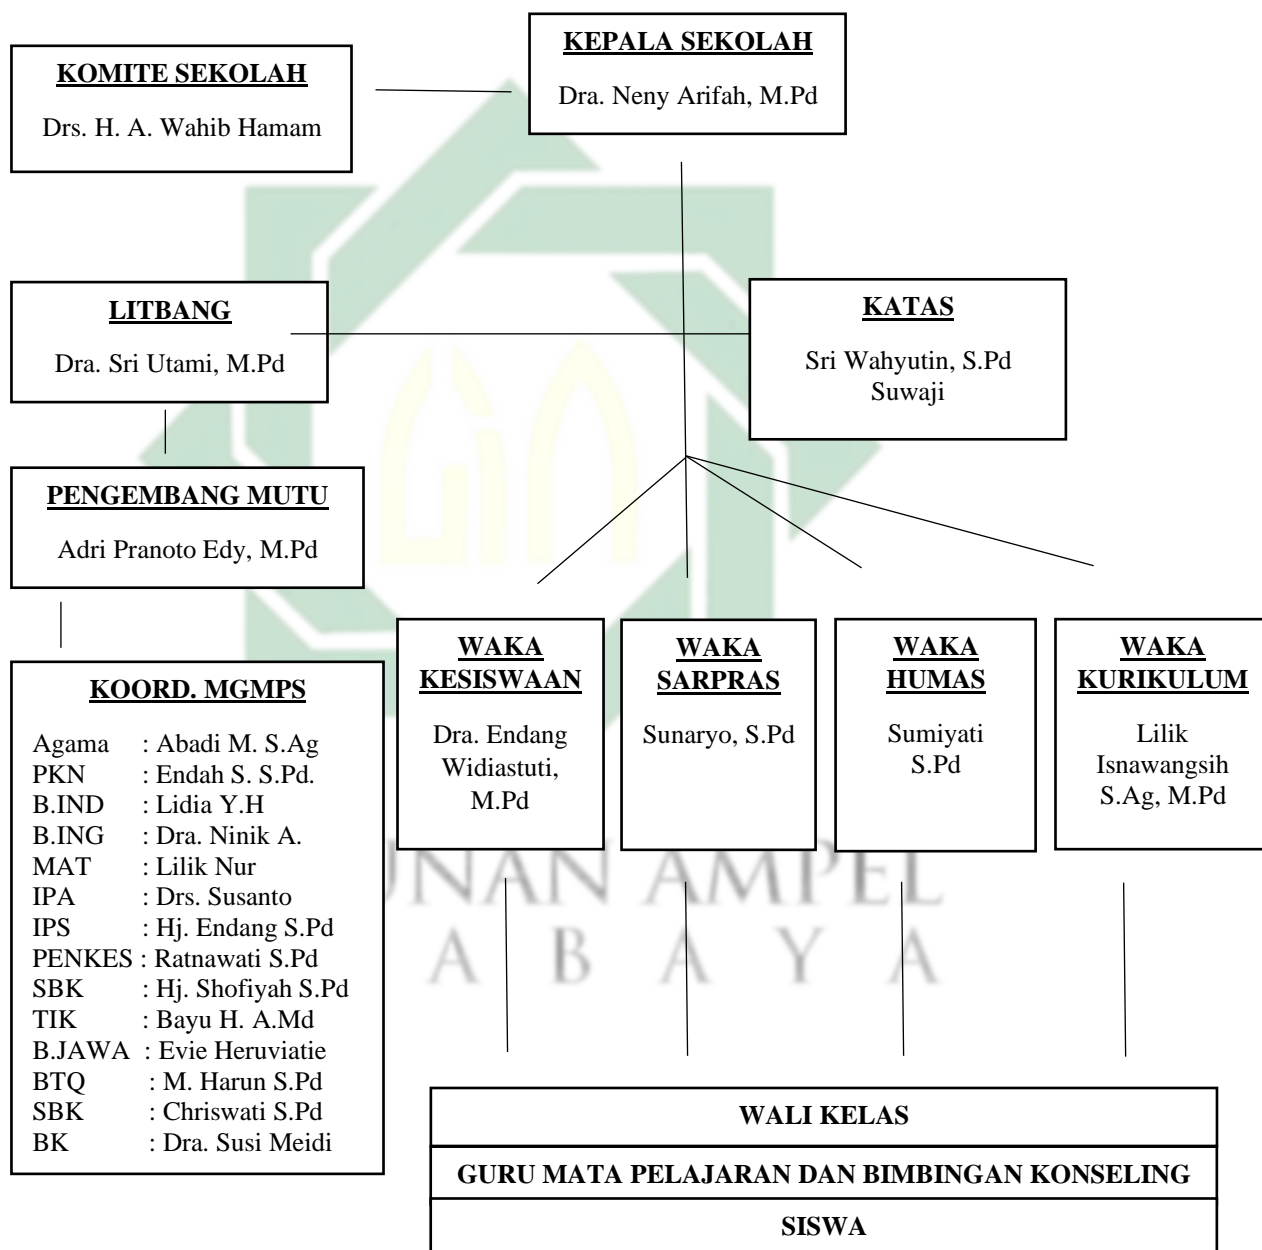 KEPALA SEKOLAH
Dra. Neny Arifah, M.Pd
KOMITE SEKOLAH
Drs. H. A. Wahib Hamam
LITBANG
Dra. Sri Utami, M.Pd
KATAS
Sri Wahyutin, S.Pd
Suwaji
PENGEMBANG MUTU
Adri Pranoto Edy, M.Pd
KOORD. MGMPS
Agama : Abadi M. S.Ag
PKN : Endah S. S.Pd.
B.IND : Lidia Y.H
B.ING : Dra. Ninik A.
MAT : Lilik Nur
IPA : Drs. Susanto
IPS : Hj. Endang S.Pd
PENKES : Ratnawati S.Pd
SBK : Hj. Shofiyah S.Pd
TIK : Bayu H. A.Md
B.JAWA : Evie Heruviatie
BTQ : M. Harun S.Pd
SBK : Chriswati S.Pd
BK : Dra. Susi Meidi
WAKA
KESISWAAN
Dra. Endang
Widiastuti,
M.Pd
WAKA
SARPRAS
Sunaryo, S.Pd
WAKA
HUMAS
Sumiyati
S.Pd
WAKA
KURIKULUM
Lilik
Isnawangsih
S.Ag, M.Pd
UNAN AMPEL
A B A Y A
WALI KELAS
GURU MATA PELAJARAN DAN BIMBINGAN KONSELING
SISWA